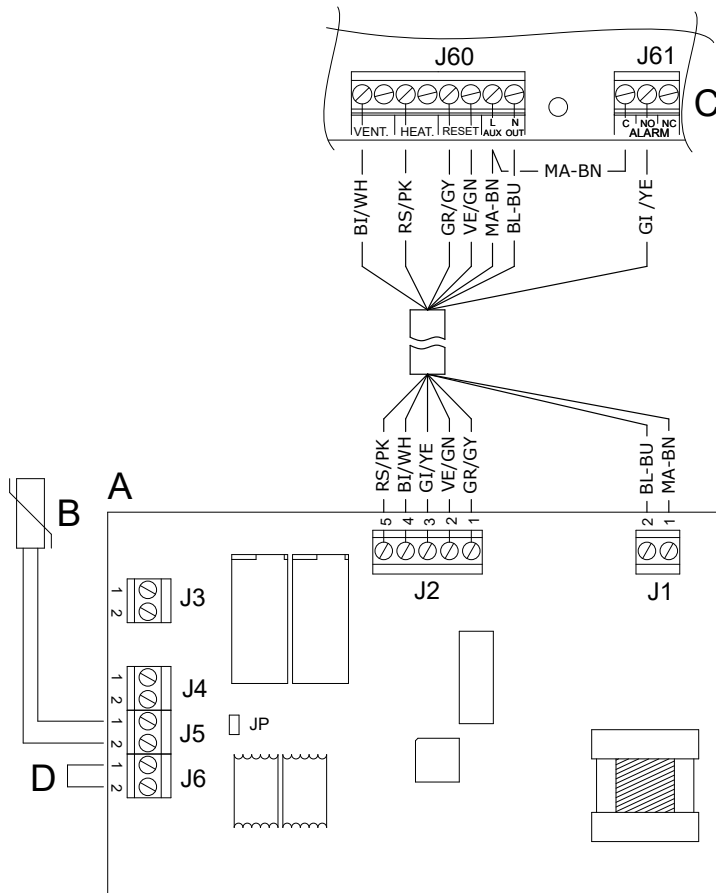 J60 J61
C
L N
AUX OUT
C NO NC
VENT. HEAT. RESET ALARM
MA-BN
BI/WH RS/PK GR/GY VE/GN MA-BN BL-BU GI /YE
RS/PK BI/WH GI/YE VE/GN GR/GY BL-BU MA-BN
A
B
5 4 3 2 1 2 1
J2 J1
1
2
J3
1
2
J4
1
2
J5
JP
D
1
2
J6